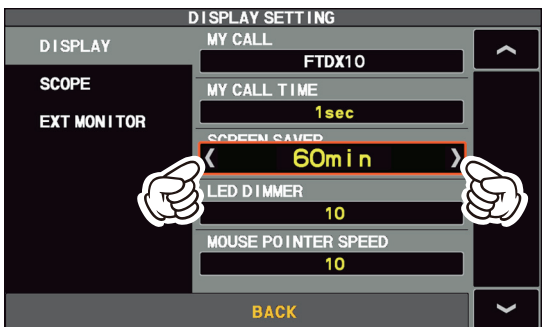 DISPLAY SETTING
DISPLAY
SCOPE
EXT MONITOR
MY CALL
FTDX10
MY CALL TIME
1sec
SCREEN SAVER
60min
LED DIMMER
10
MOUSE POINTER SPEED
10
BACK